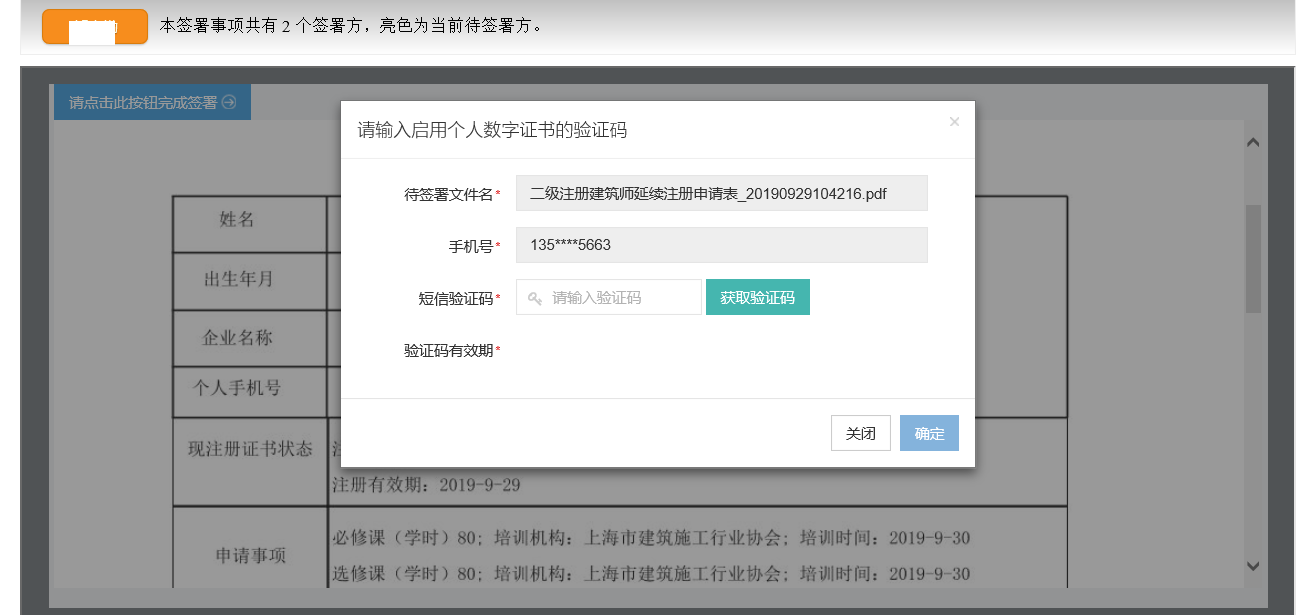 本签署事项共有 2 个签署方，亮色为当前待签署方。
请点击此按钮完成签署
请输入启用个人数字证书的验证码
×
待签署文件名* 二级注册建筑师延续注册申请表_20190929104216.pdf
手机号* 135****5663
短信验证码* 请输入验证码 获取验证码
验证码有效期*
关闭 确定
姓名
出生年月
企业名称
个人手机号
现注册证书状态
注册有效期：2019-9-29
申请事项
必修课（学时）80；培训机构：上海市建筑施工行业协会；培训时间：2019-9-30
选修课（学时）80；培训机构：上海市建筑施工行业协会；培训时间：2019-9-30